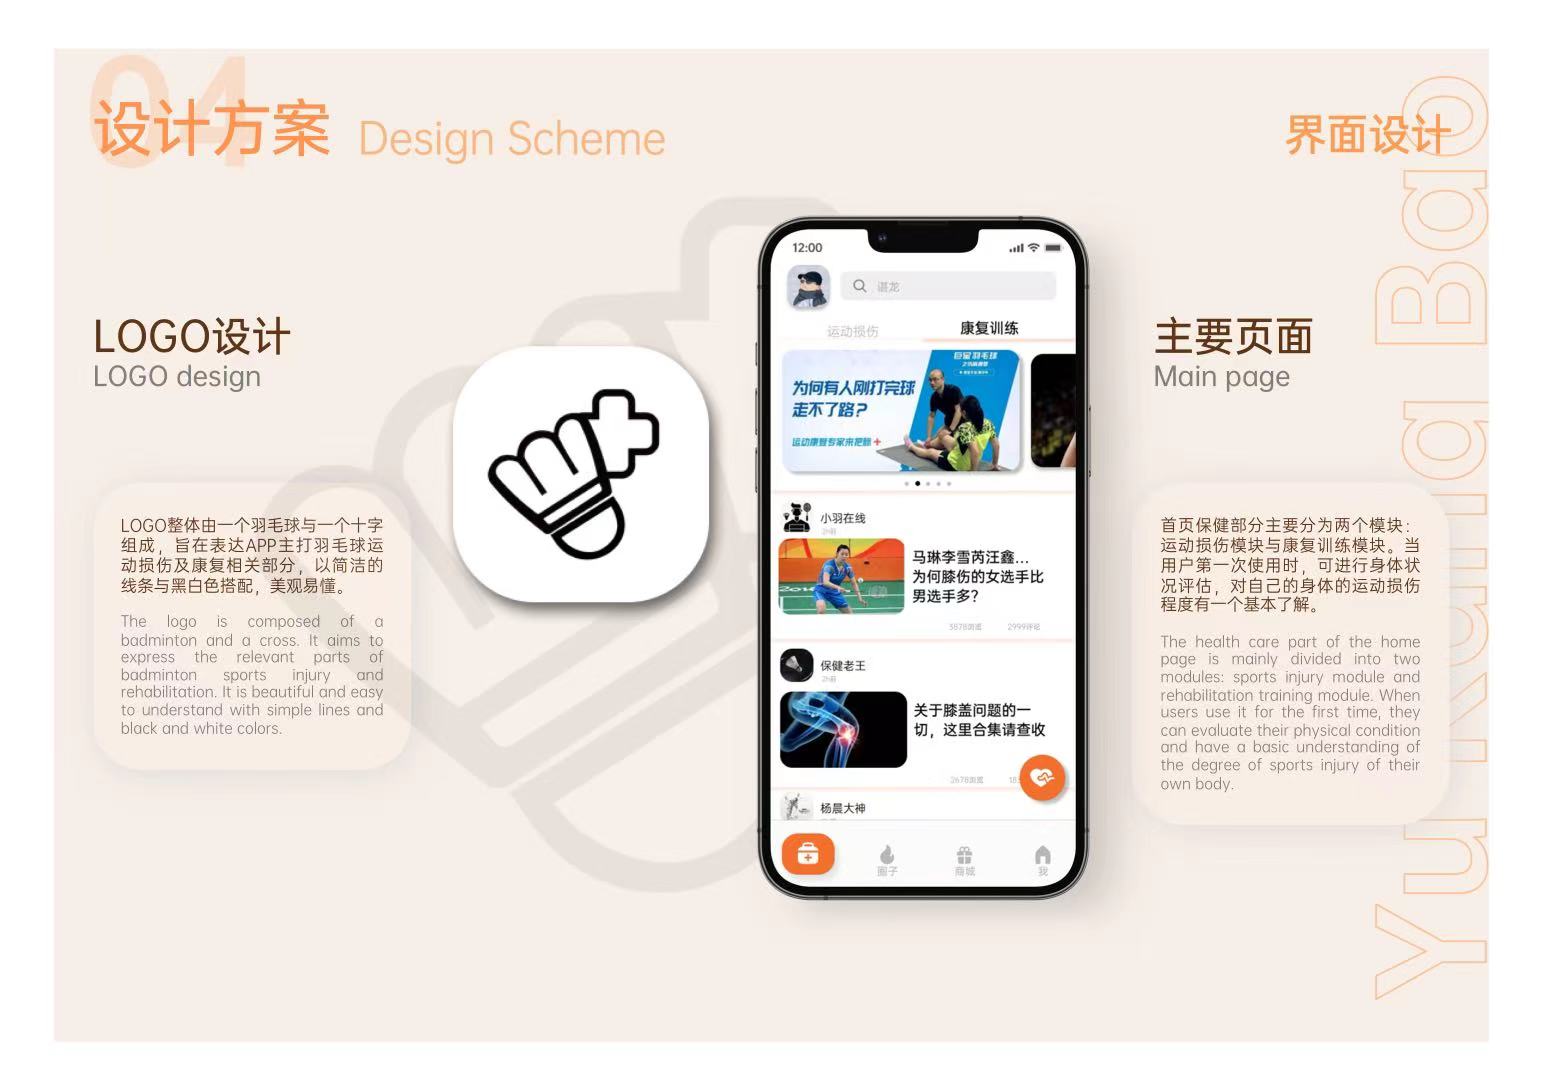 04
设计方案 Design Scheme
界面设计
Yu Kang Bao
LOGO设计
LOGO design
LOGO整体由一个羽毛球与一个十字
组成，旨在表达APP主打羽毛球运
动损伤及康复相关部分，以简洁的
线条与黑白色搭配，美观易懂。
The logo is composed of a
badminton and a cross. It aims to
express the relevant parts of
badminton sports injury and
rehabilitation. It is beautiful and easy
to understand with simple lines and
black and white colors.
12:00
谌龙
运动损伤 康复训练
巨星羽毛球
为何有人刚打完球
走不了路?
运动康复专家来把脉
小羽在线
2h前
马琳李雪芮汪鑫...
为何膝伤的女选手比
男选手多?
3878浏览 2999评论
保健老王
2h前
关于膝盖问题的一
切，这里合集请查收
2678浏览
杨晨大神
圈子 商城 我
主要页面
Main page
首页保健部分主要分为两个模块：
运动损伤模块与康复训练模块。当
用户第一次使用时，可进行身体状
况评估，对自己的身体的运动损伤
程度有一个基本了解。
The health care part of the home
page is mainly divided into two
modules: sports injury module and
rehabilitation training module. When
users use it for the first time, they
can evaluate their physical condition
and have a basic understanding of
the degree of sports injury of their
own body.